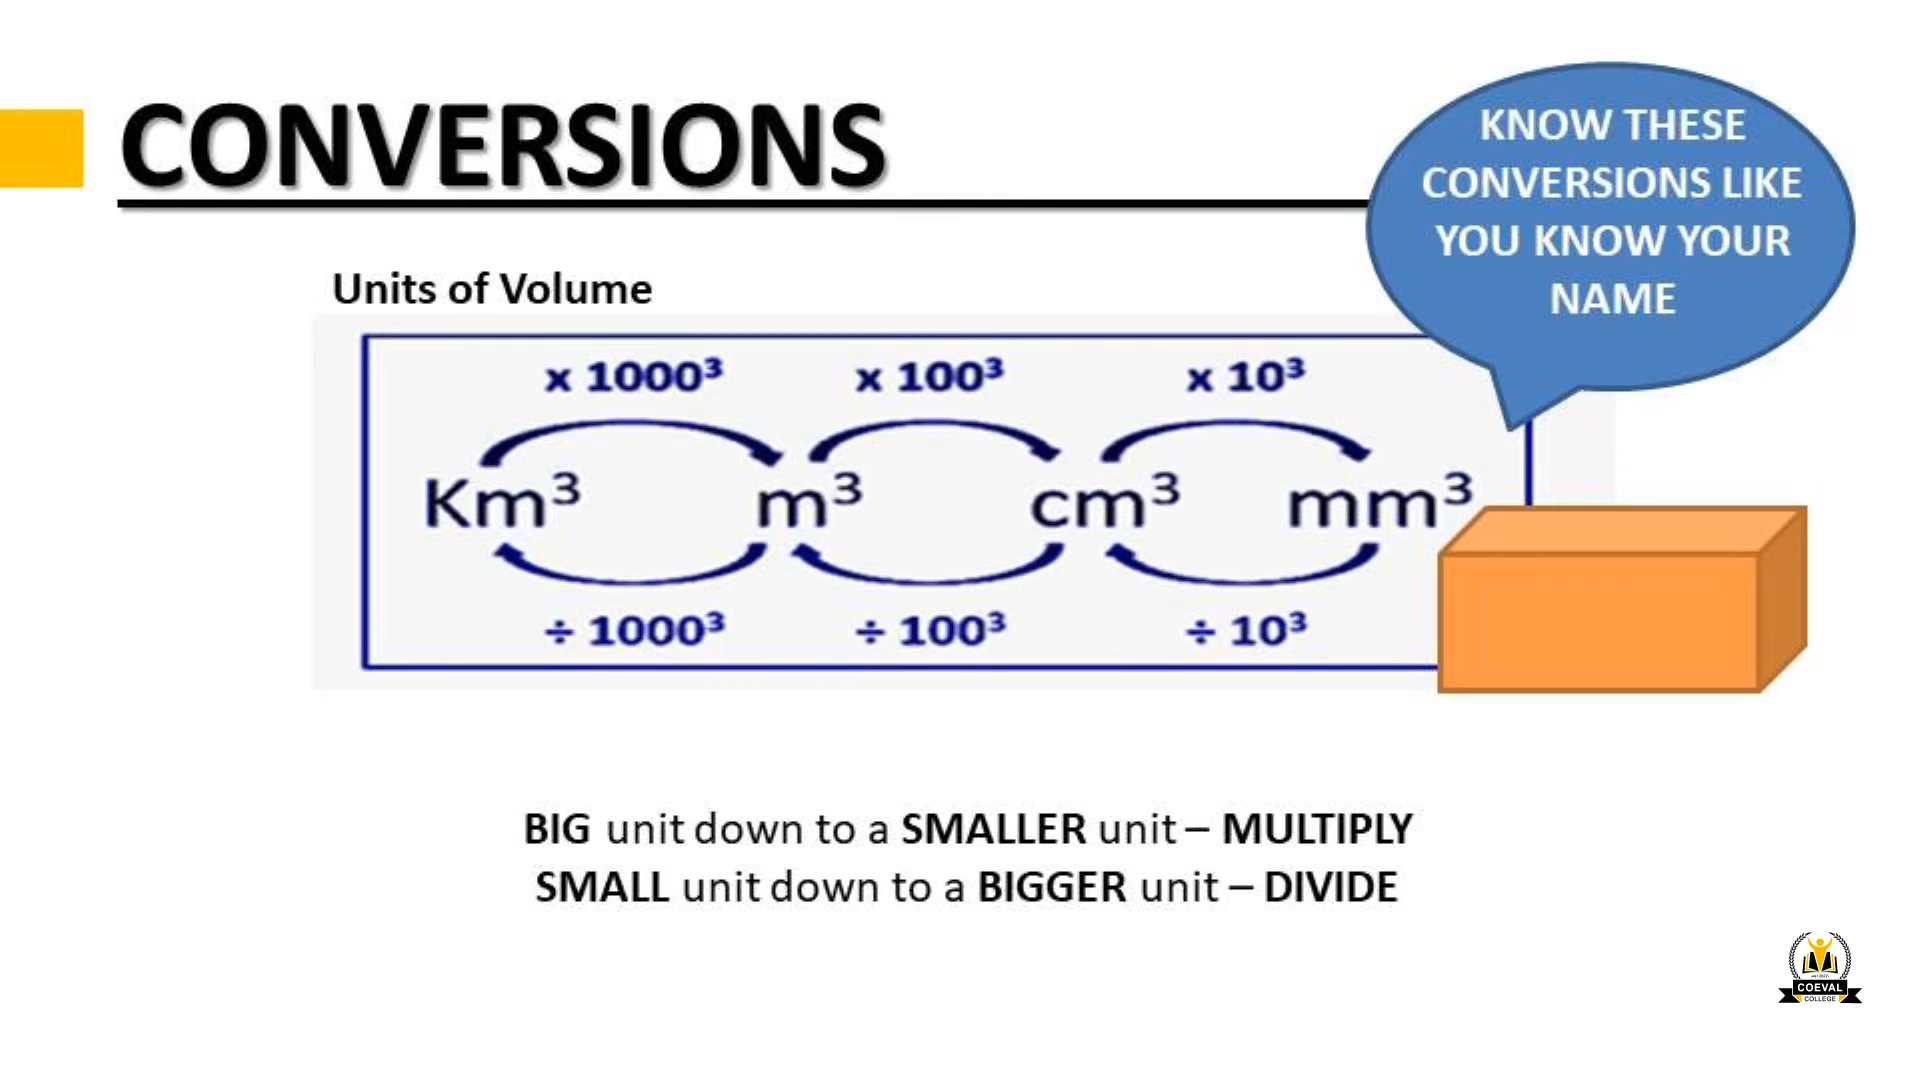 CONVERSIONS
KNOW THESE
CONVERSIONS LIKE
YOU KNOW YOUR
NAME
Units of Volume
x 1000³ x 100³ x 10³
Km³ m³ cm³ mm³
÷ 1000³ ÷ 100³ ÷ 10³
BIG unit down to a SMALLER unit – MULTIPLY
SMALL unit down to a BIGGER unit – DIVIDE
COEVAL
COLLEGE